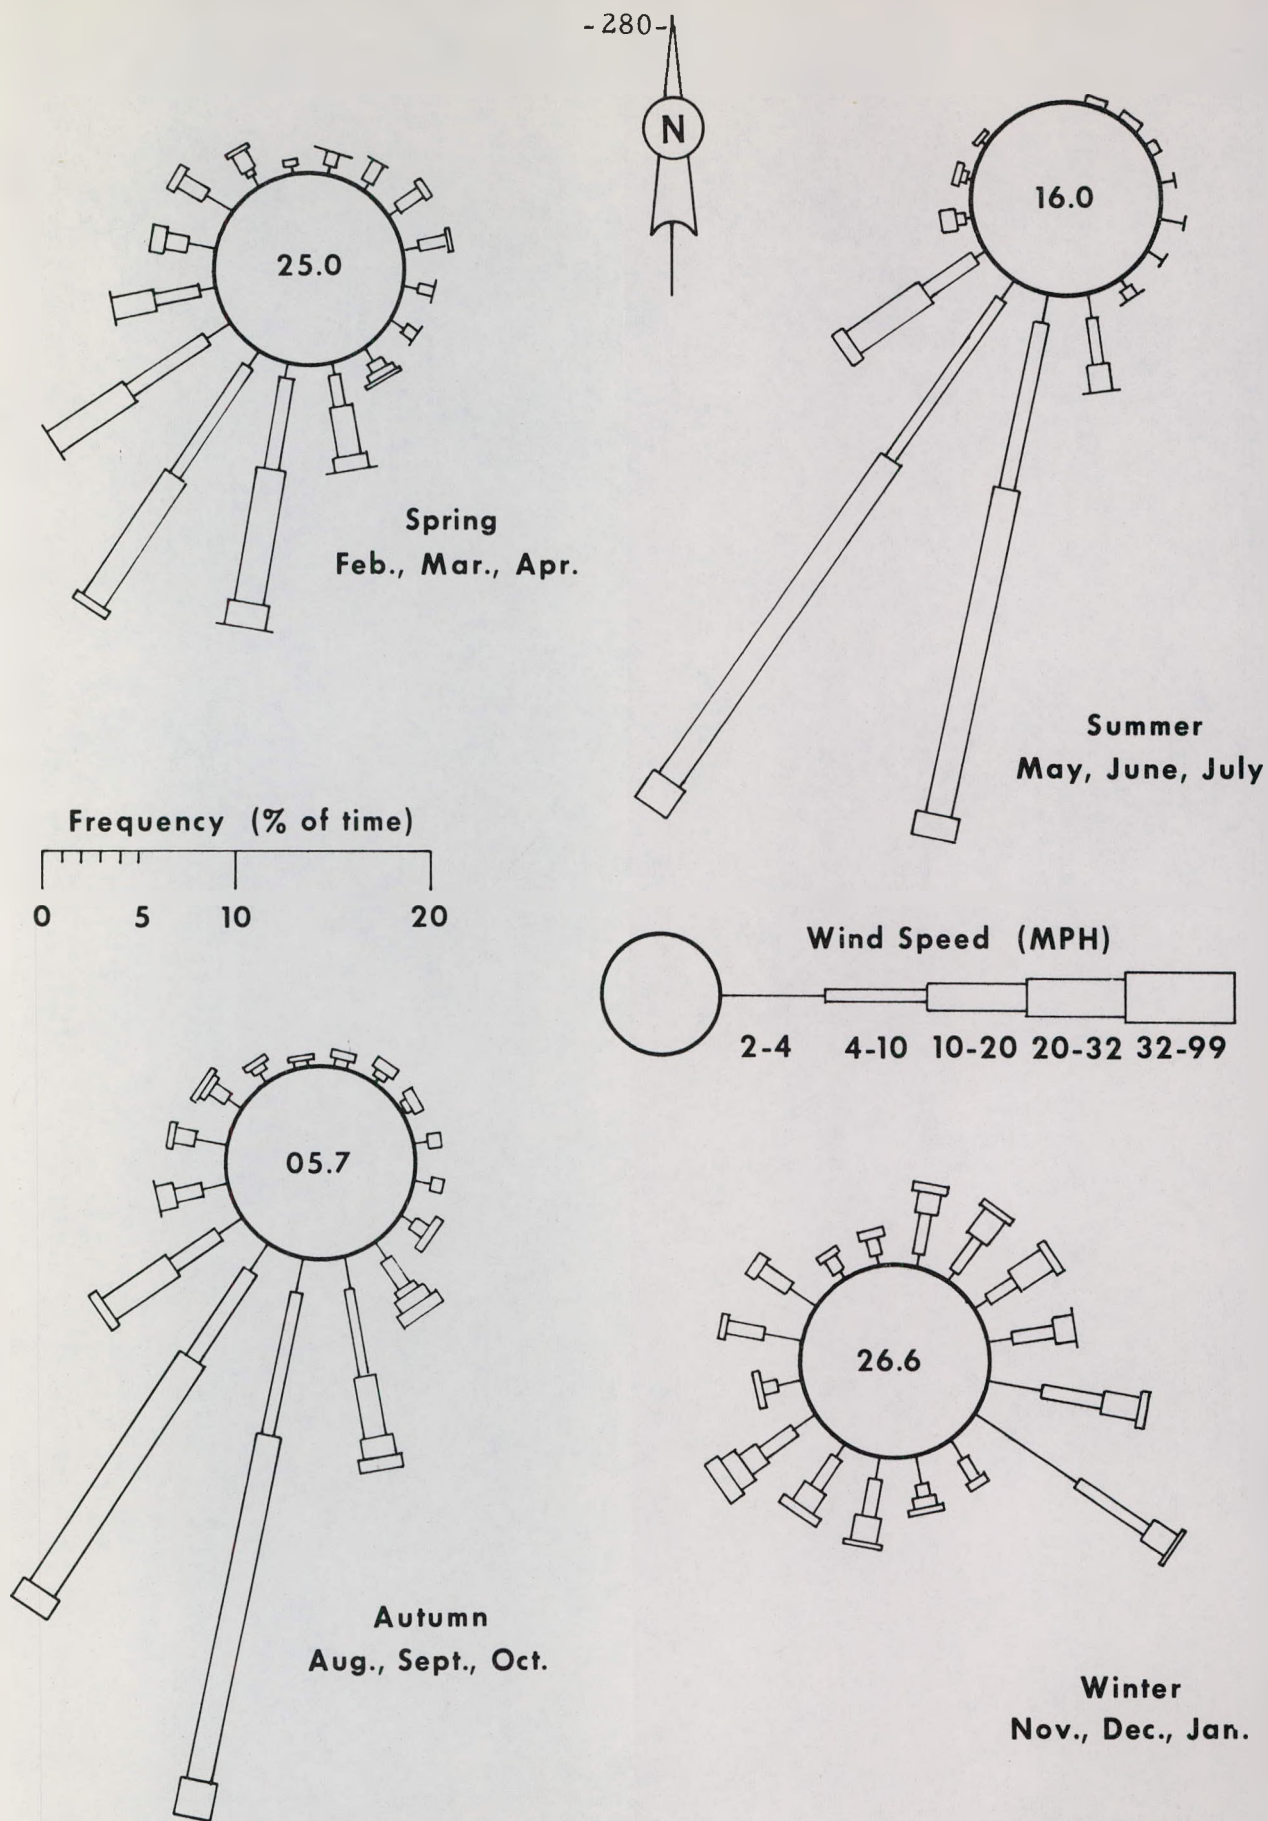 -280-
N
25.0
16.0
Spring
Feb., Mar., Apr.
Summer
May, June, July
Frequency (% of time)
0 5 10 20
Wind Speed (MPH)
2-4 4-10 10-20 20-32 32-99
05.7
26.6
Autumn
Aug., Sept., Oct.
Winter
Nov., Dec., Jan.